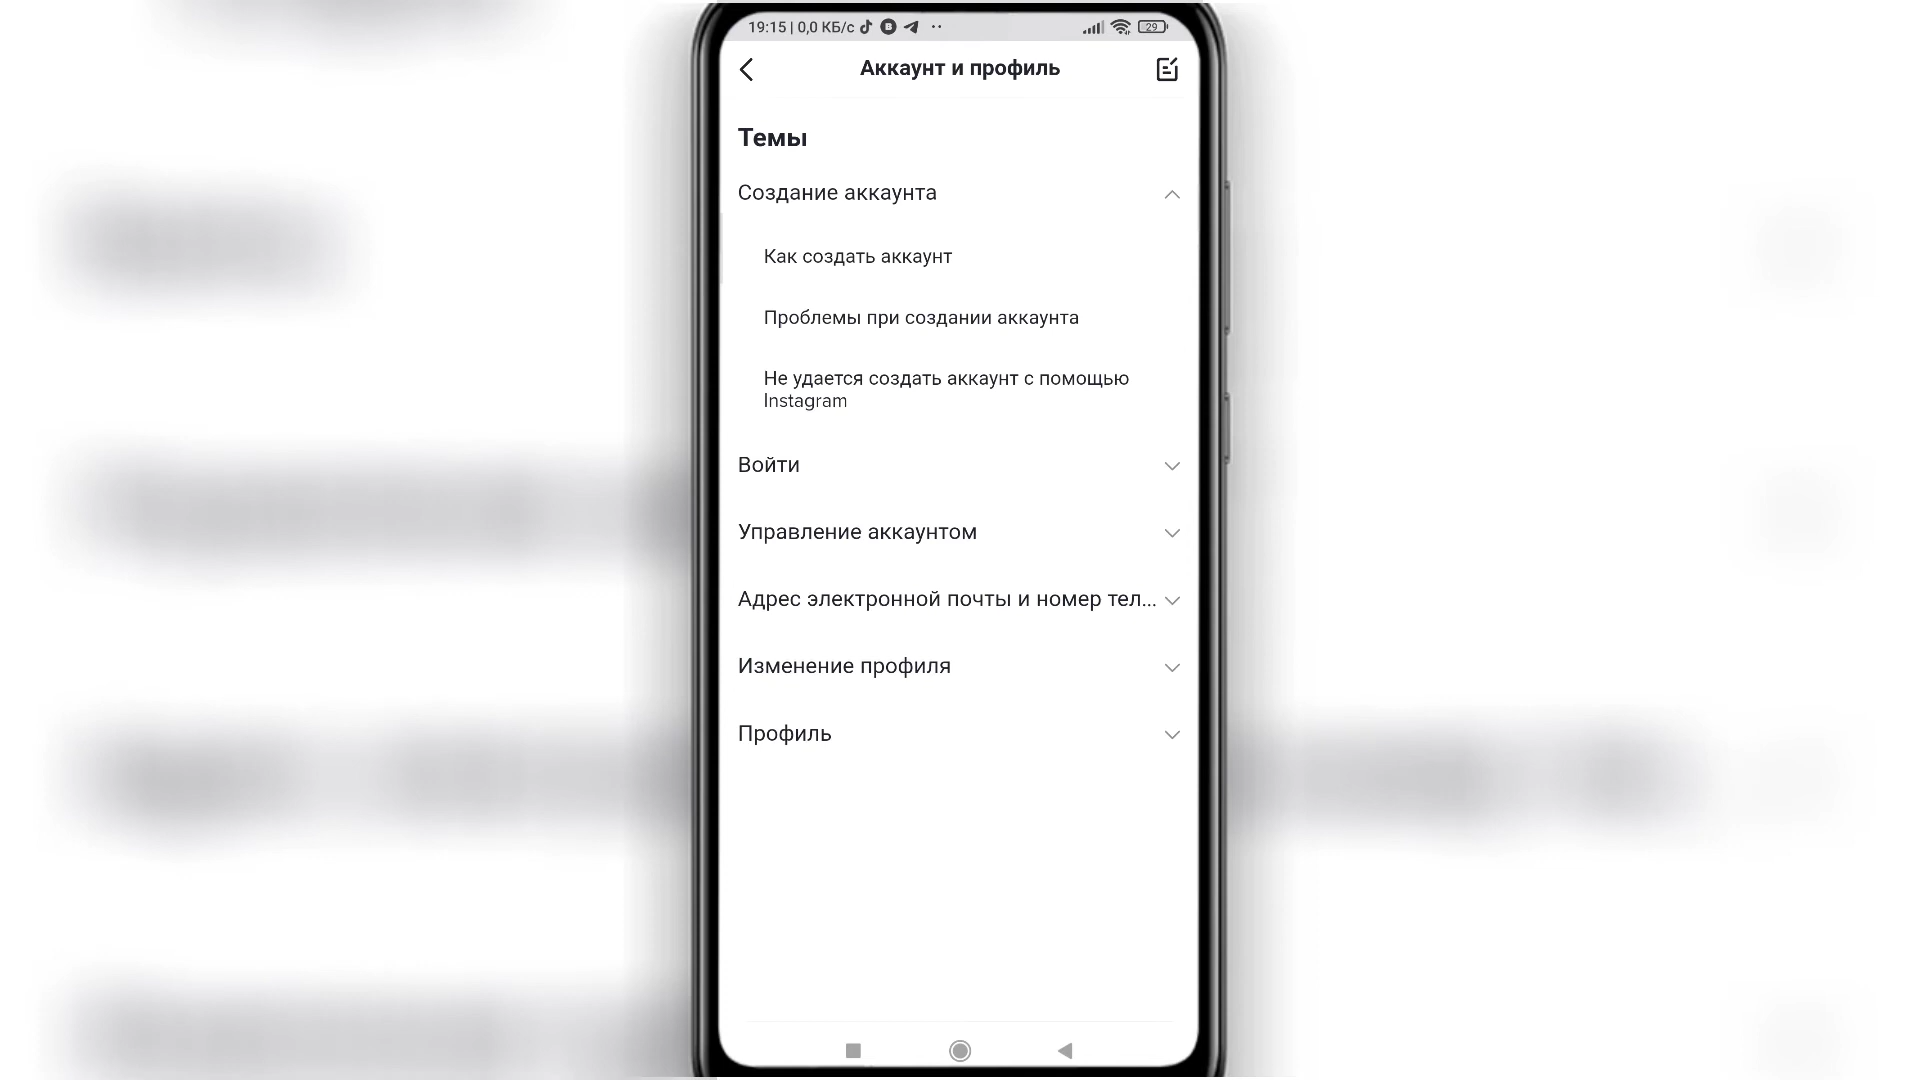 19:15 | 0,0 КБ/с
29
Аккаунт и профиль
Темы
Создание аккаунта
Как создать аккаунт
Проблемы при создании аккаунта
Не удается создать аккаунт с помощью
Instagram
Войти
Управление аккаунтом
Адрес электронной почты и номер тел...
Изменение профиля
Профиль